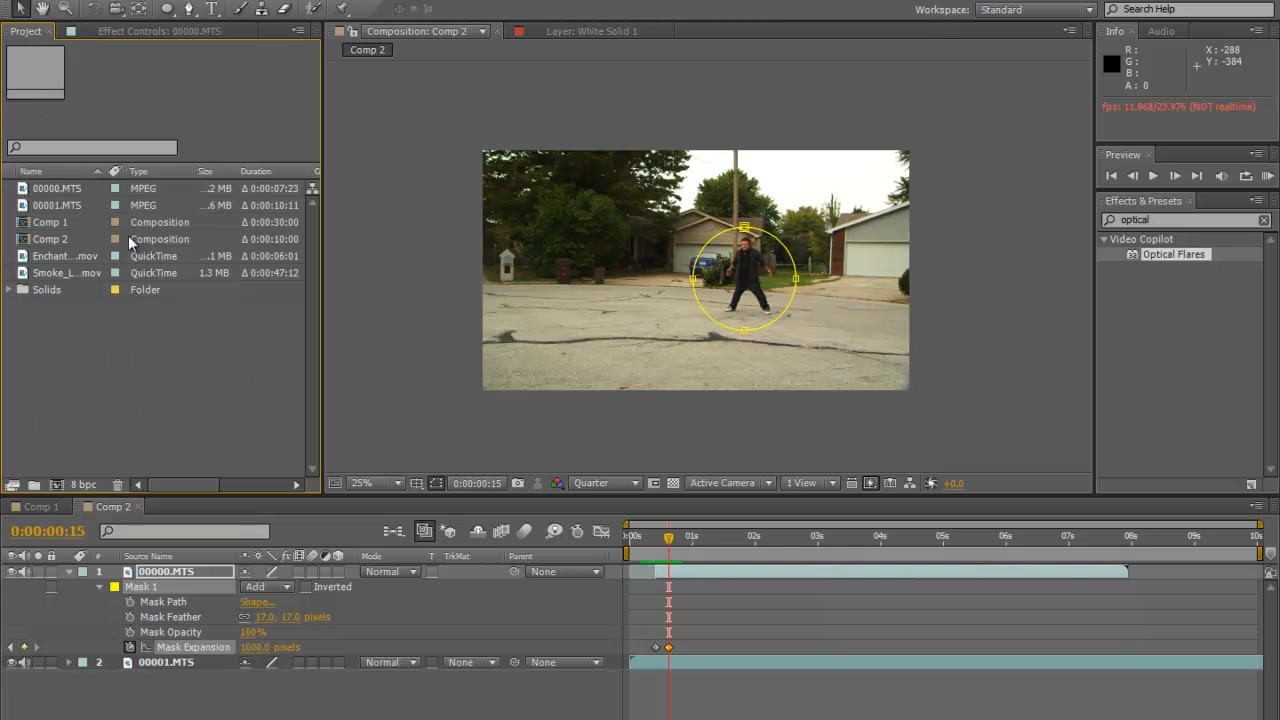 T
Workspace: Standard Search Help
Project Effect Controls: 00000.MTS Composition: Comp 2 Layer: White Solid 1 Info Audio
Comp 2
R : X: -288
G : Y: -384
B :
A : 0
fps: 11.868/23.976 (NOT realtime)
Preview
Name Type Size Duration
00000.MTS MPEG ....2 MB Δ 0:00:07:23
00001.MTS MPEG ....6 MB Δ 0:00:10:11
Comp 1 Composition Δ 0:00:30:00
Comp 2 Composition Δ 0:00:10:00
Enchant....mov QuickTime ....1 MB Δ 0:00:06:01
Smoke_L...mov QuickTime 1.3 MB Δ 0:00:47:12
Solids Folder
Effects & Presets
optical
Video Copilot
Optical Flares
8 bpc 25% 0:00:00:15 Quarter Active Camera 1 View +0.0
Comp 1 Comp 2
0:00:00:15
:00s 01s 02s 03s 04s 05s 06s 07s 08s 09s 10s
# Source Name fx Mode T TrkMat Parent
1 00000.MTS Normal None
Mask 1 Add Inverted
Mask Path Shape...
Mask Feather 17.0, 17.0 pixels
Mask Opacity 100%
Mask Expansion 1000.0 pixels
2 00001.MTS Normal None None